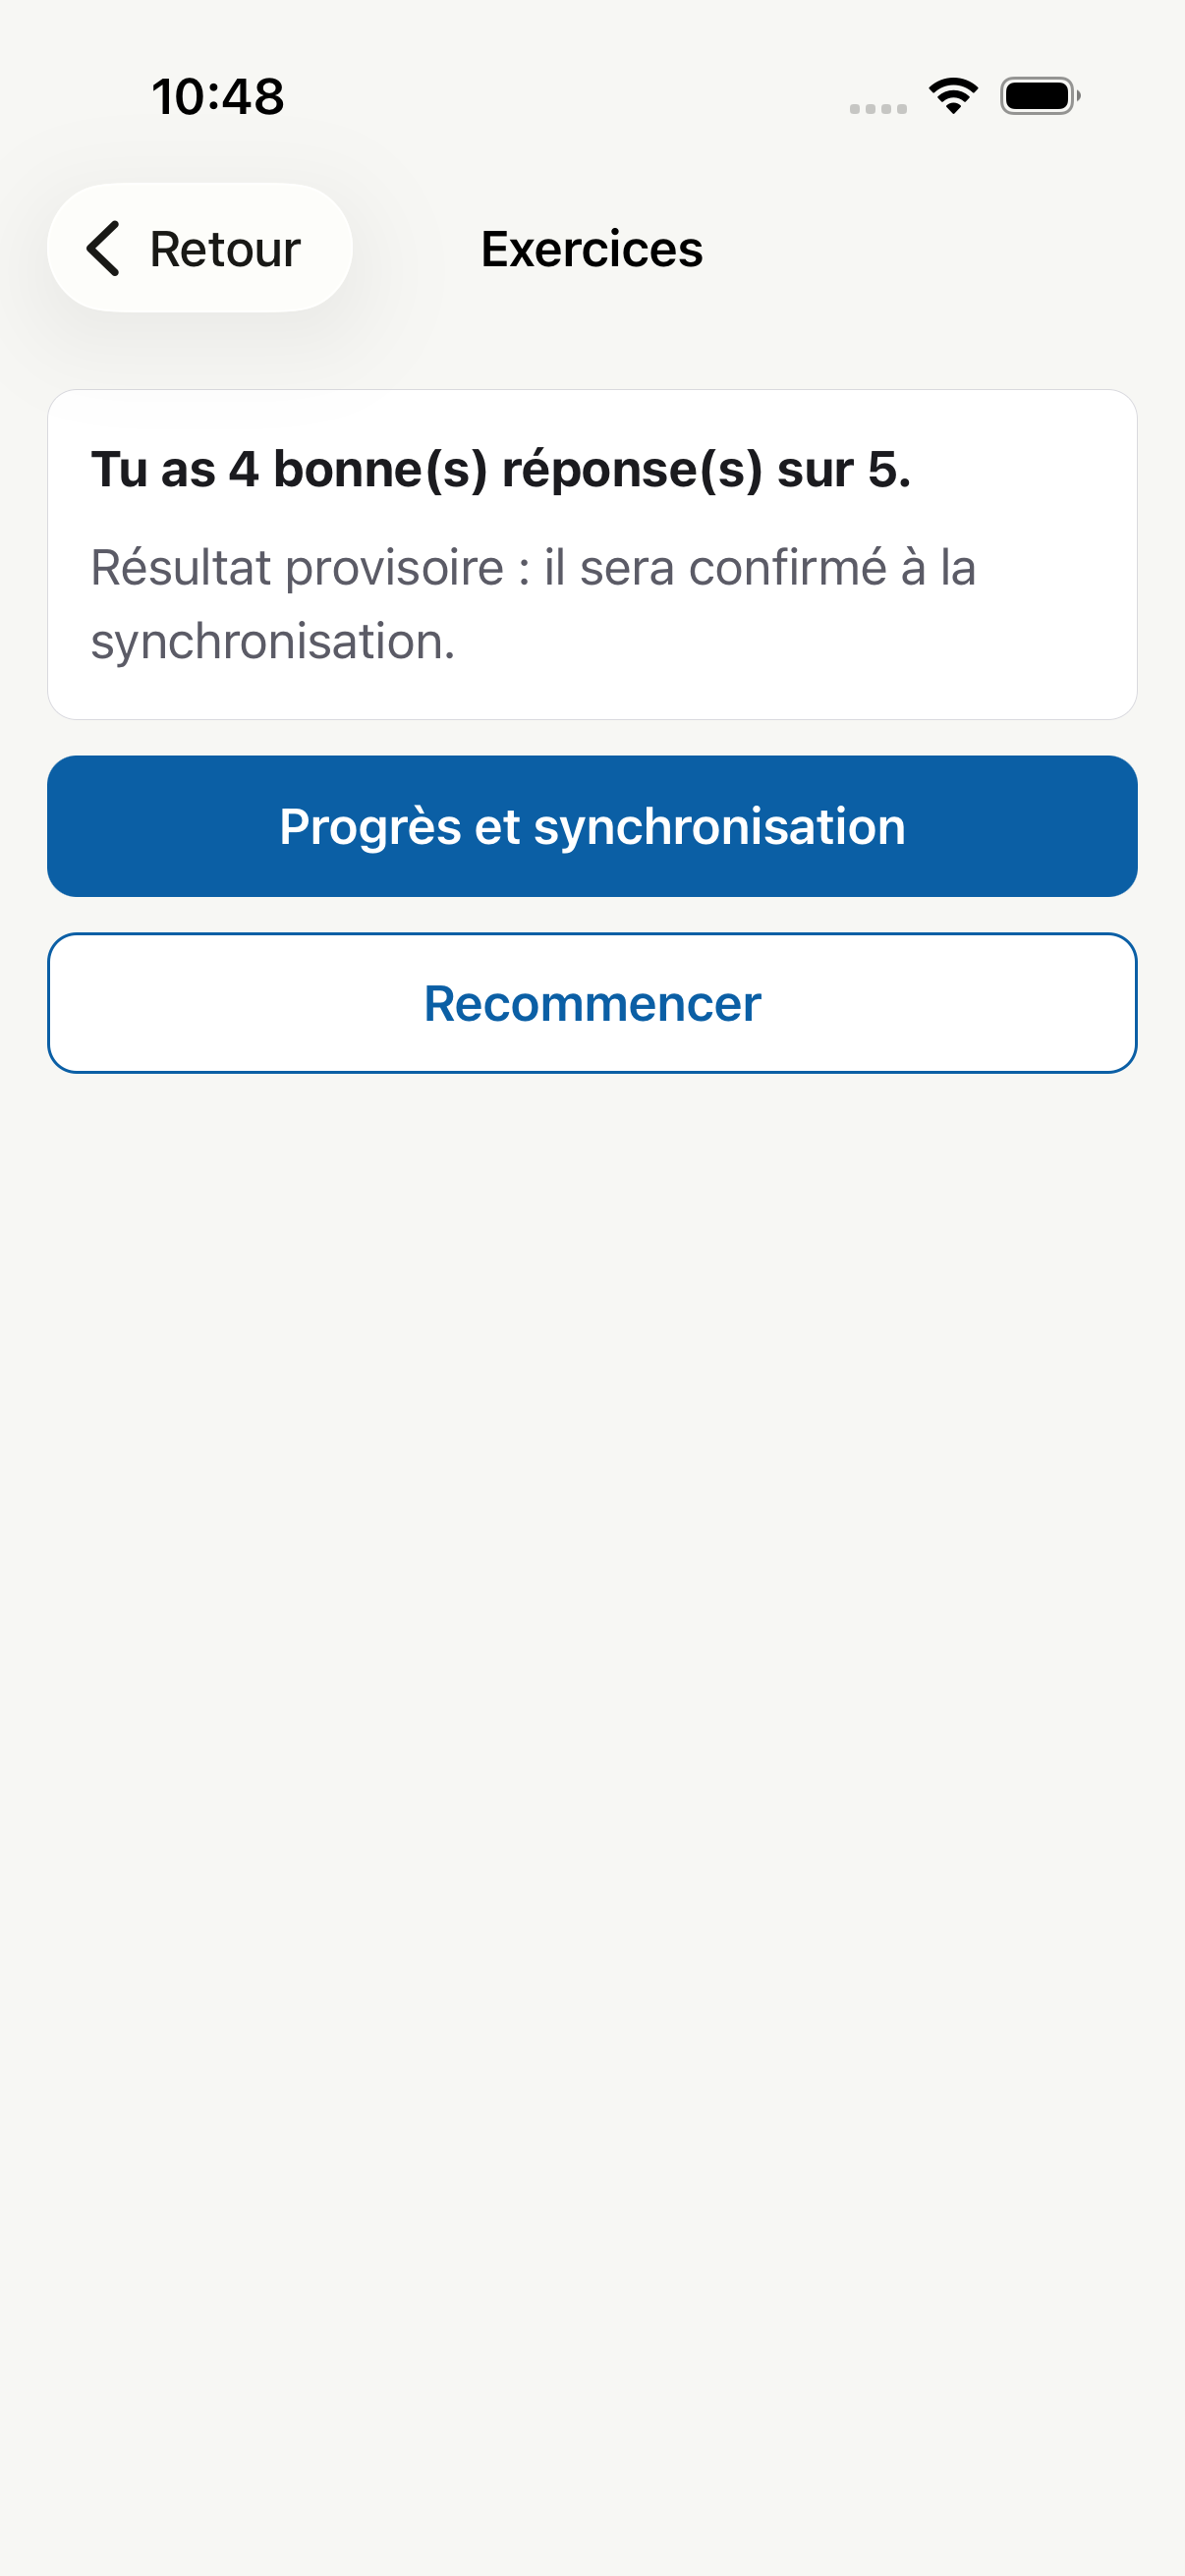 10:48
Retour
Exercices
Tu as 4 bonne(s) réponse(s) sur 5.
Résultat provisoire : il sera confirmé à la
synchronisation.
Progrès et synchronisation
Recommencer